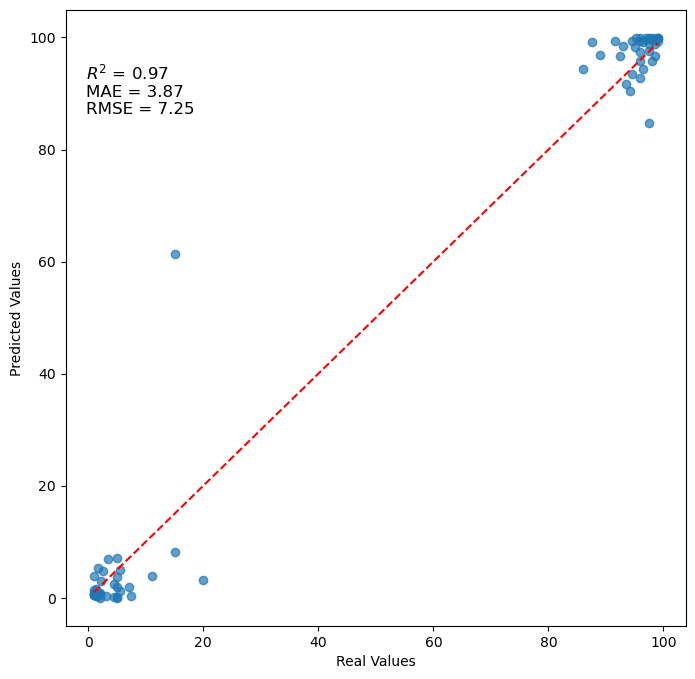 100
R² = 0.97
MAE = 3.87
RMSE = 7.25
80
60
40
20
0
Predicted Values
0 20 40 60 80 100
Real Values